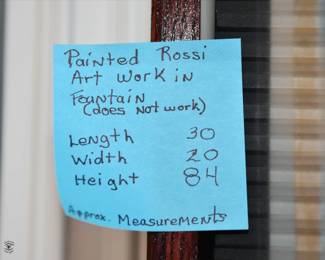 Painted Rossi
Art Work in
Fountain
(does Not work)
Length 30
Width 20
Height 84
Approx. Measurements